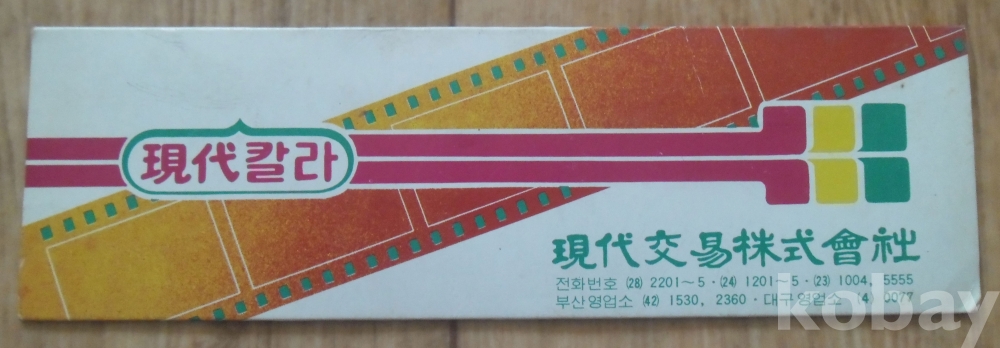 現代칼라
現代交易株式會社
전화번호 (28) 2201~5·(24) 1201~5·(23) 1004, 5555
부산영업소 (42) 1530, 2360·대구영업소 (4) 0077
kobay